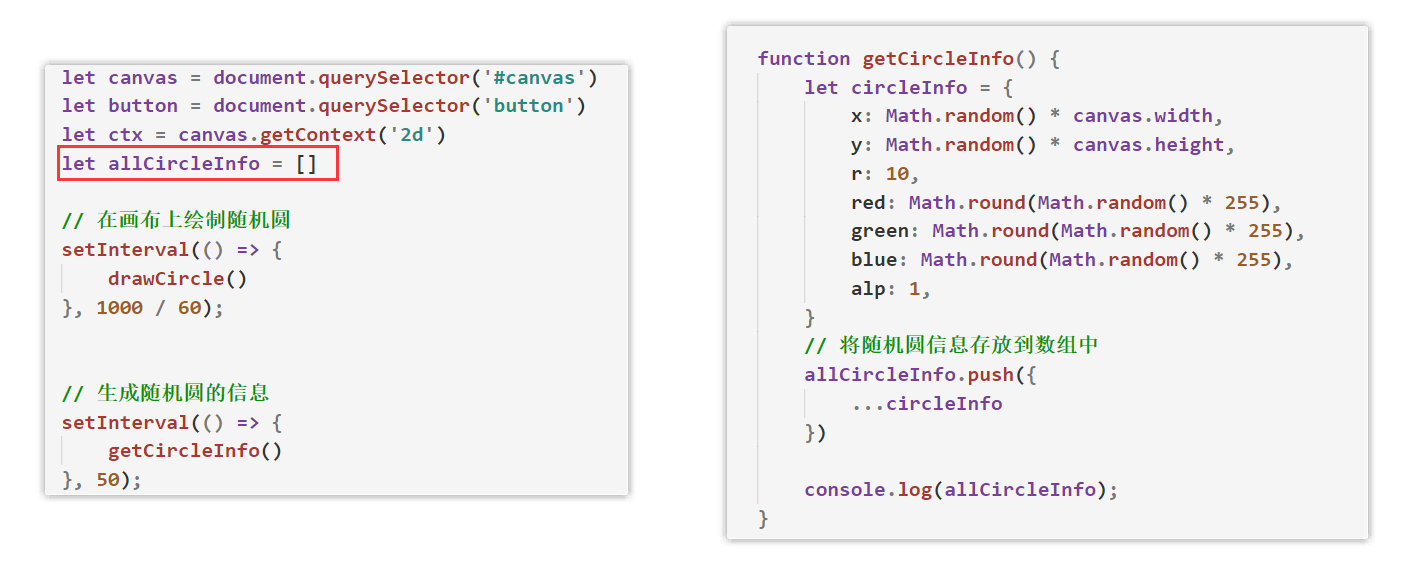 let canvas = document.querySelector('#canvas')
let button = document.querySelector('button')
let ctx = canvas.getContext('2d')
let allCircleInfo = []
// 在画布上绘制随机圆
setInterval(() => {
    drawCircle()
}, 1000 / 60);
// 生成随机圆的信息
setInterval(() => {
    getCircleInfo()
}, 50);
function getCircleInfo() {
    let circleInfo = {
        x: Math.random() * canvas.width,
        y: Math.random() * canvas.height,
        r: 10,
        red: Math.round(Math.random() * 255),
        green: Math.round(Math.random() * 255),
        blue: Math.round(Math.random() * 255),
        alp: 1,
    }
    // 将随机圆信息存放到数组中
    allCircleInfo.push({
        ...circleInfo
    })
    console.log(allCircleInfo);
}